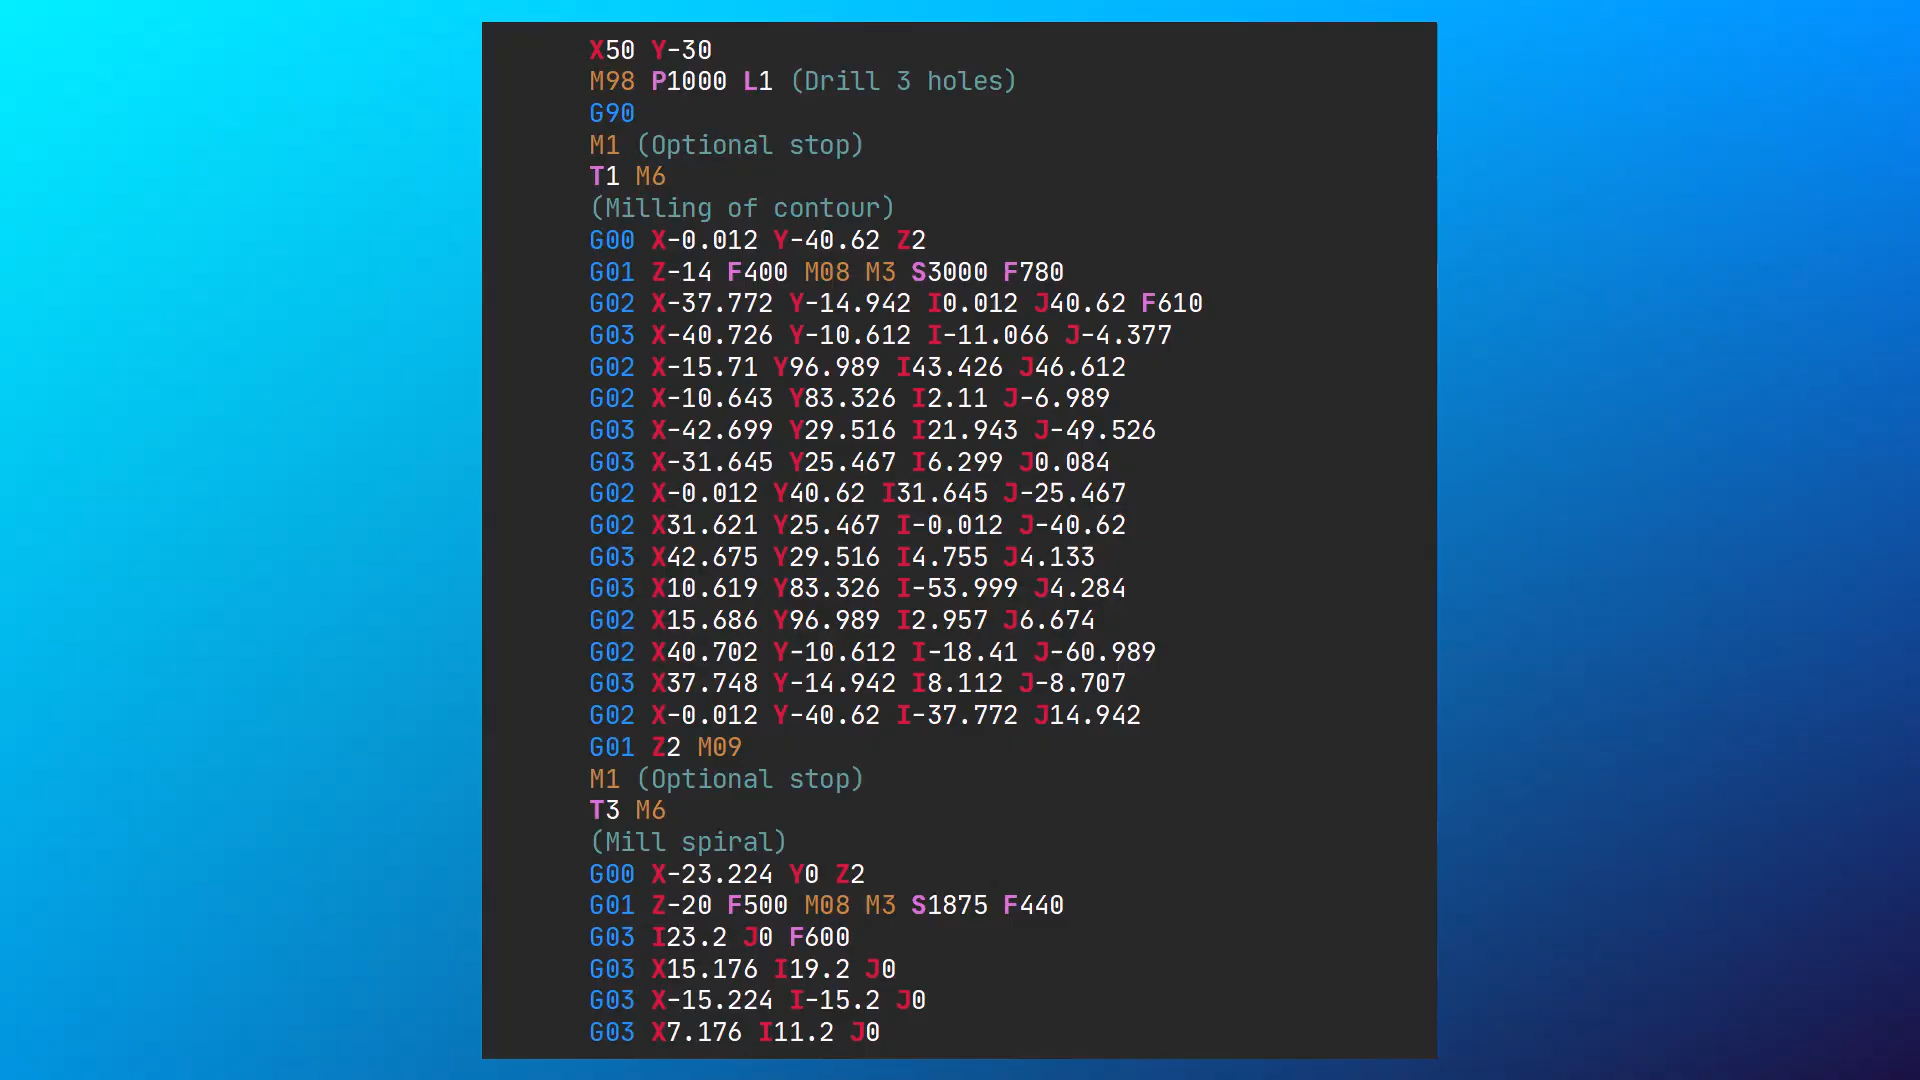 X50 Y-30
M98 P1000 L1 (Drill 3 holes)
G90
M1 (Optional stop)
T1 M6
(Milling of contour)
G00 X-0.012 Y-40.62 Z2
G01 Z-14 F400 M08 M3 S3000 F780
G02 X-37.772 Y-14.942 I0.012 J40.62 F610
G03 X-40.726 Y-10.612 I-11.066 J-4.377
G02 X-15.71 Y96.989 I43.426 J46.612
G02 X-10.643 Y83.326 I2.11 J-6.989
G03 X-42.699 Y29.516 I21.943 J-49.526
G03 X-31.645 Y25.467 I6.299 J0.084
G02 X-0.012 Y40.62 I31.645 J-25.467
G02 X31.621 Y25.467 I-0.012 J-40.62
G03 X42.675 Y29.516 I4.755 J4.133
G03 X10.619 Y83.326 I-53.999 J4.284
G02 X15.686 Y96.989 I2.957 J6.674
G02 X40.702 Y-10.612 I-18.41 J-60.989
G03 X37.748 Y-14.942 I8.112 J-8.707
G02 X-0.012 Y-40.62 I-37.772 J14.942
G01 Z2 M09
M1 (Optional stop)
T3 M6
(Mill spiral)
G00 X-23.224 Y0 Z2
G01 Z-20 F500 M08 M3 S1875 F440
G03 I23.2 J0 F600
G03 X15.176 I19.2 J0
G03 X-15.224 I-15.2 J0
G03 X7.176 I11.2 J0